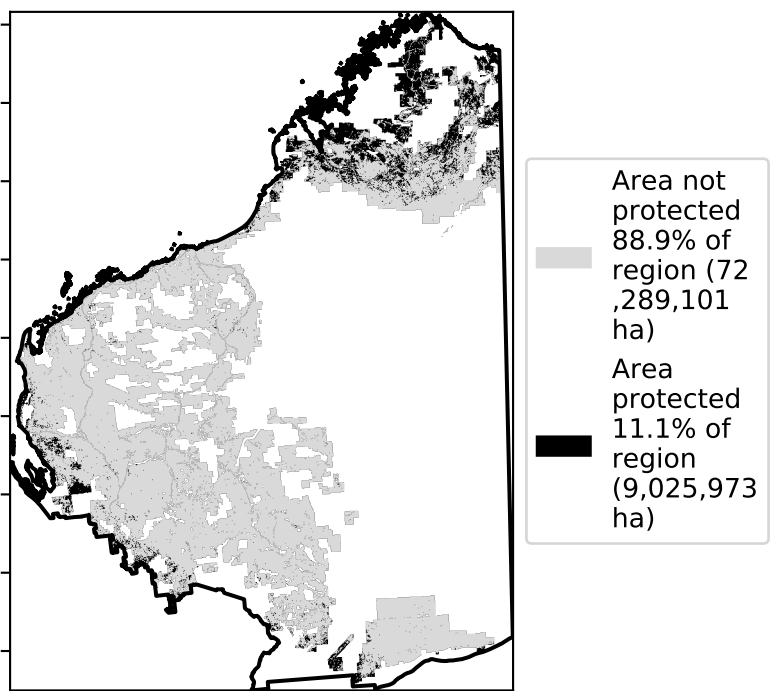 Area not
protected
88.9% of
region (72
,289,101
ha)
Area
protected
11.1% of
region
(9,025,973
ha)